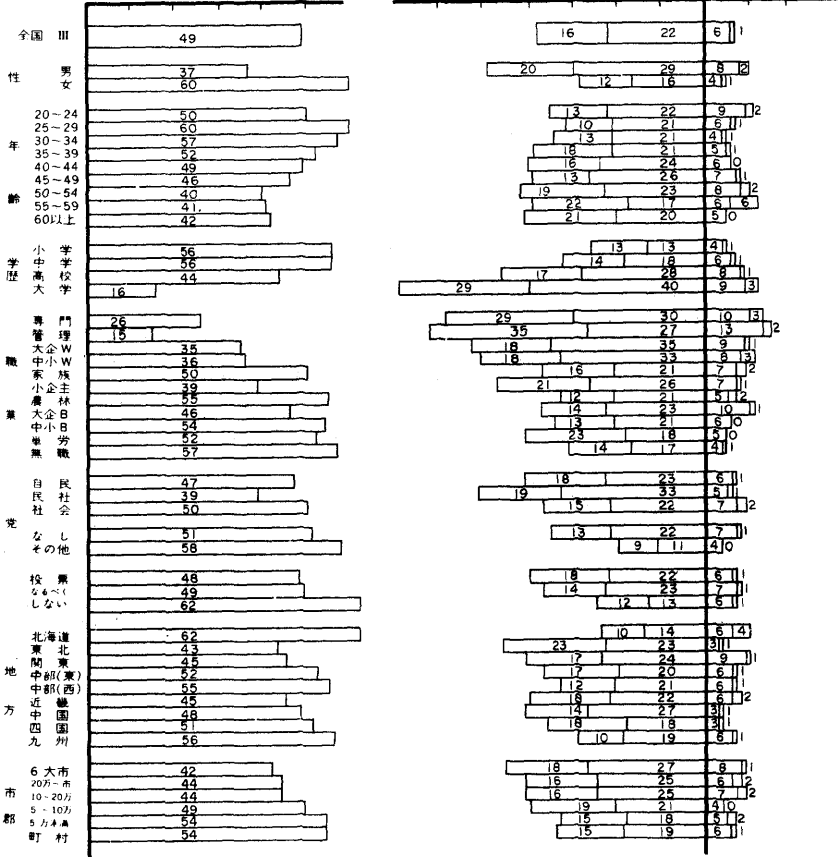 全国 III 49 16 22 6 1
性 男 37 20 29 8 2
女 60 12 16 4 1
年齢 20~24 50 13 22 9 2
25~29 60 10 21 6 1
30~34 57 13 21 4 1
35~39 52 18 21 5 1
40~44 49 16 24 6 0
45~49 46 13 26 7 1
50~54 40 19 23 8 2
55~59 41 22 17 6 6
60以上 42 21 20 5 0
学歴 小学 56 13 13 4 1
中学 56 14 18 6 1
高校 44 17 28 8 1
大学 16 29 40 9 3
職業 専門 26 29 30 10 3
管理 15 35 27 13 2
大企W 35 18 35 9 1
中小W 36 18 33 8 3
家族 50 16 21 7 2
小企主 39 21 26 7 1
農林 55 12 21 5 2
大企B 46 14 23 10 1
中小B 54 13 21 6 0
単労 52 23 18 5 0
無職 57 14 17 4 1
党 自民 47 18 23 6 1
民社 39 19 33 5 1
社会 50 15 22 7 2
なし 51 13 22 7 1
その他 58 9 11 4 0
投票 48 18 22 6 1
なるべく 49 14 23 7 1
しない 62 12 13 6 1
地方 北海道 62 10 14 6 4
東北 43 23 23 3 1
関東 45 17 24 9 1
中部(東) 52 17 20 6 1
中部(西) 55 12 21 6 1
近畿 45 18 22 6 2
中国 48 14 27 3 1
四国 51 18 18 3 1
九州 56 10 19 6 1
市郡 6大市 42 18 27 8 1
20万~市 44 16 25 6 2
10~20万 44 16 25 7 2
5~10万 49 19 21 4 0
5万未満 54 15 18 5 2
町村 54 15 19 6 1